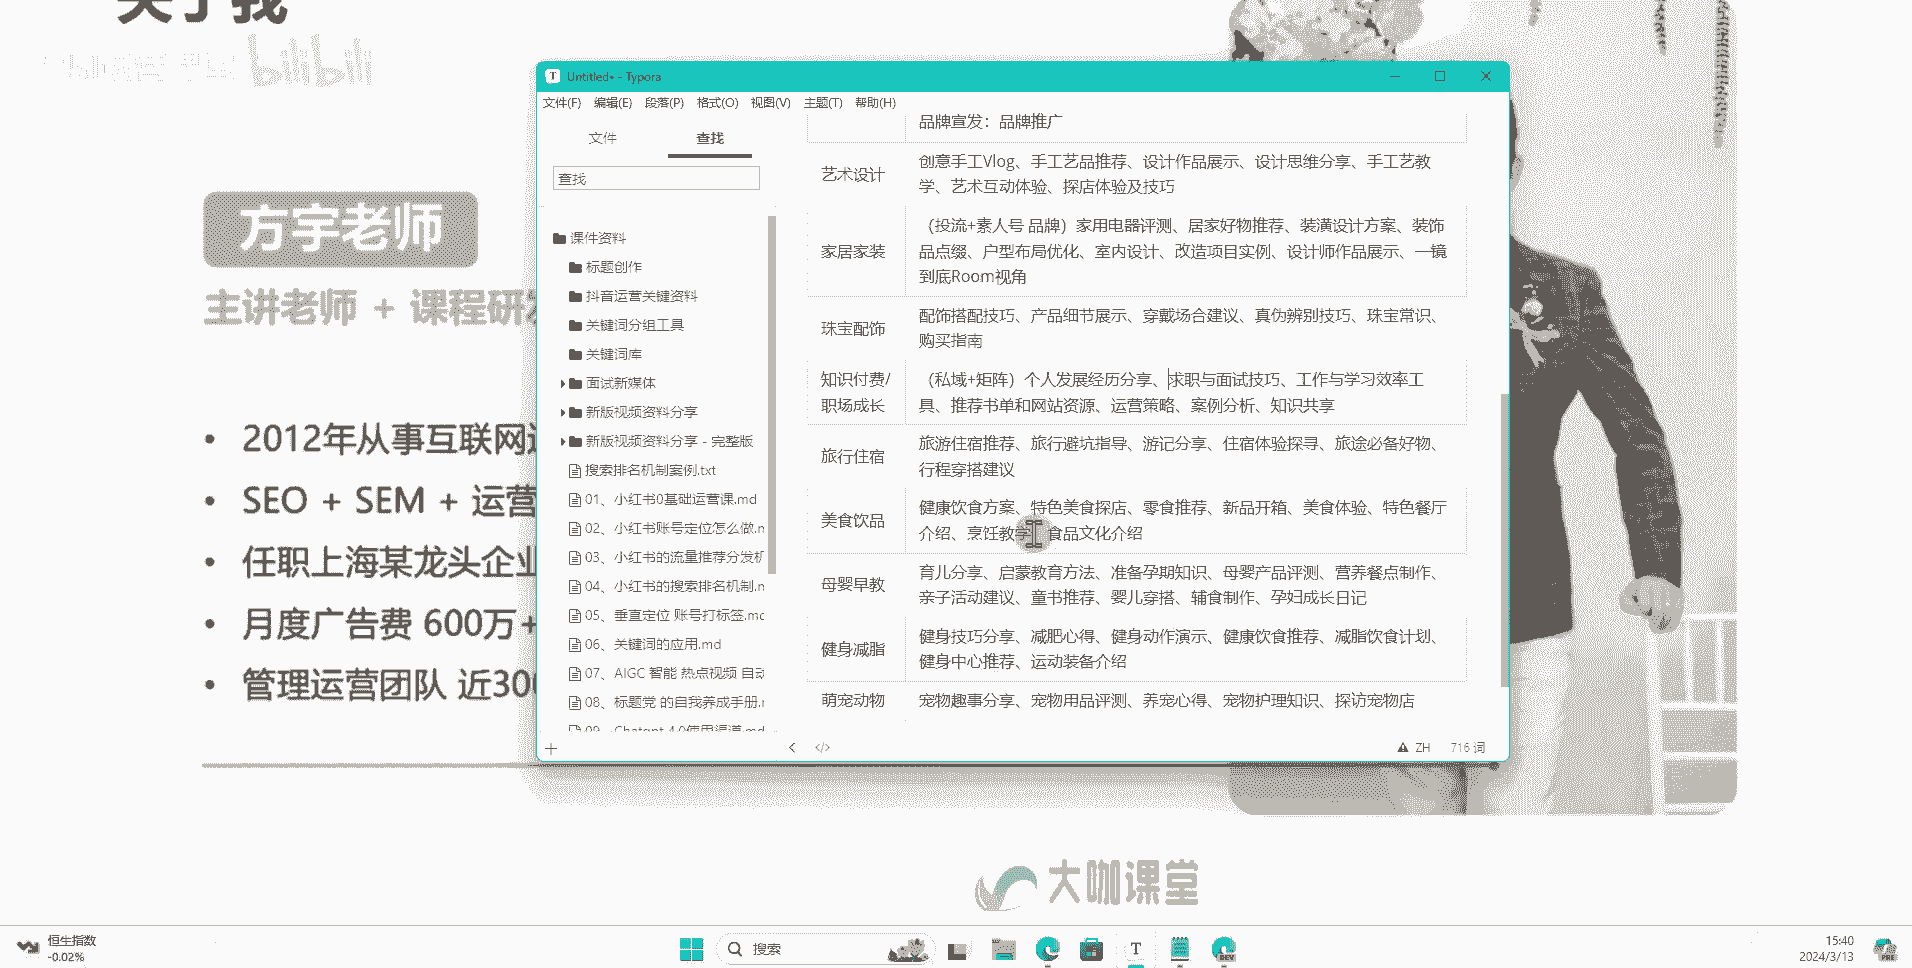 关于我
bilibili
方宇老师
主讲老师 + 课程研发
• 2012年从事互联网
• SEO + SEM + 运营
• 任职上海某龙头企业
• 月度广告费 600万+
• 管理运营团队 近300
Untitled• - Typora
文件(F) 编辑(E) 段落(P) 格式(O) 视图(V) 主题(T) 帮助(H)
文件 查找
查找
课件资料
标题创作
抖音运营关键资料
关键词分组工具
关键词库
面试新媒体
新版视频资料分享
新版视频资料分享 - 完整版
搜索排名机制案例.txt
01、小红书0基础运营课.md
02、小红书账号定位怎么做.m
03、小红书的流量推荐分发机
04、小红书的搜索排名机制.m
05、垂直定位 账号打标签.md
06、关键词的应用.md
07、AIGC 智能 热点视频 自动
08、标题党 的自我养成手册.m
09、Chatgpt 4.0使用渠道.md
品牌宣发：品牌推广
艺术设计
创意手工Vlog、手工艺品推荐、设计作品展示、设计思维分享、手工艺教
学、艺术互动体验、探店体验及技巧
家居家装
（投流+素人号 品牌）家用电器评测、居家好物推荐、装潢设计方案、装饰
品点缀、户型布局优化、室内设计、改造项目实例、设计师作品展示、一镜
到底Room视角
珠宝配饰
配饰搭配技巧、产品细节展示、穿戴场合建议、真伪辨别技巧、珠宝常识、
购买指南
知识付费/
职场成长
（私域+矩阵）个人发展经历分享、求职与面试技巧、工作与学习效率工
具、推荐书单和网站资源、运营策略、案例分析、知识共享
旅行住宿
旅游住宿推荐、旅行避坑指导、游记分享、住宿体验探寻、旅途必备好物、
行程穿搭建议
美食饮品
健康饮食方案、特色美食探店、零食推荐、新品开箱、美食体验、特色餐厅
介绍、烹饪教学、食品文化介绍
母婴早教
育儿分享、启蒙教育方法、准备孕期知识、母婴产品评测、营养餐点制作、
亲子活动建议、童书推荐、婴儿穿搭、辅食制作、孕妇成长日记
健身减脂
健身技巧分享、减肥心得、健身动作演示、健康饮食推荐、减脂饮食计划、
健身中心推荐、运动装备介绍
萌宠动物
宠物趣事分享、宠物用品评测、养宠心得、宠物护理知识、探访宠物店
ZH 716 词
大咖课堂
恒生指数
-0.02%
搜索
DEV
15:40
2024/3/13
PRE